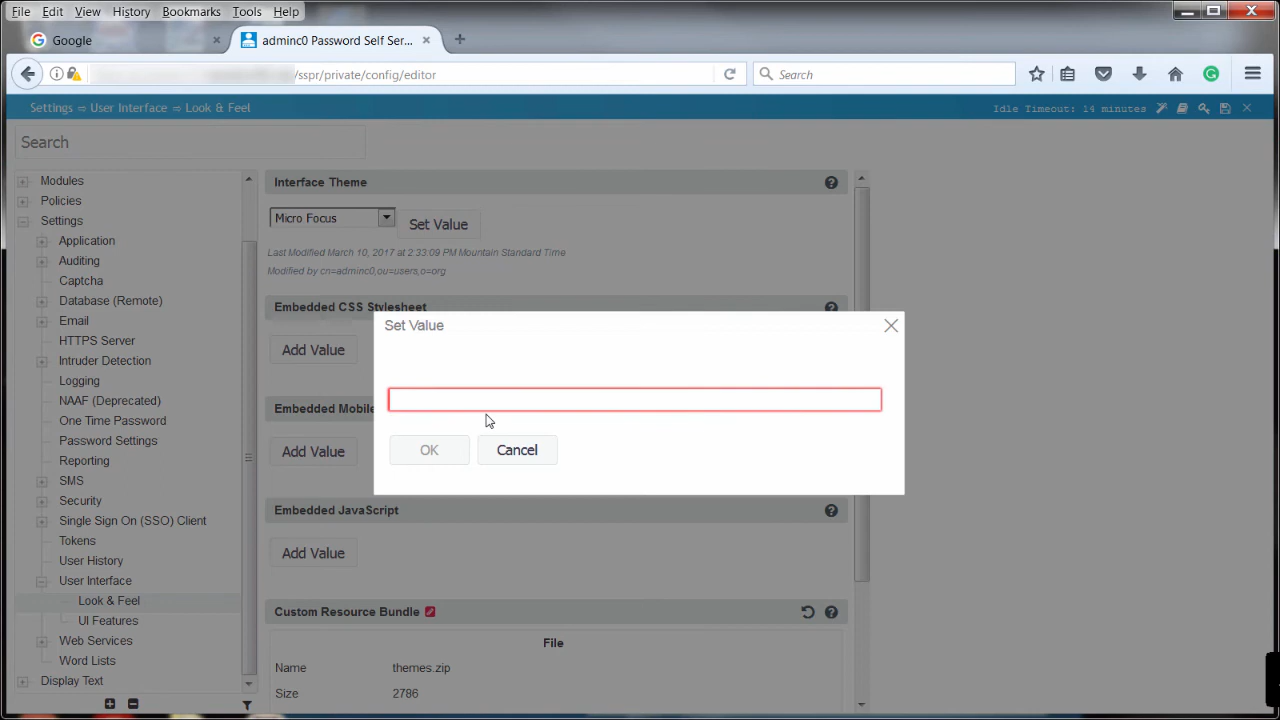 File Edit View History Bookmarks Tools Help
Google
adminc0 Password Self Ser...
/sspr/private/config/editor
Search
Settings ⇨ User Interface ⇨ Look & Feel
Idle Timeout: 14 minutes
Search
Modules
Policies
Settings
Application
Auditing
Captcha
Database (Remote)
Email
HTTPS Server
Intruder Detection
Logging
NAAF (Deprecated)
One Time Password
Password Settings
Reporting
SMS
Security
Single Sign On (SSO) Client
Tokens
User History
User Interface
Look & Feel
UI Features
Web Services
Word Lists
Display Text
Interface Theme
Micro Focus
Set Value
Last Modified March 10, 2017 at 2:33:09 PM Mountain Standard Time
Modified by cn=adminc0,ou=users,o=org
Embedded CSS Stylesheet
Add Value
Embedded Mobile
Add Value
Set Value
OK
Cancel
Embedded JavaScript
Add Value
Custom Resource Bundle
File
Name themes.zip
Size 2786